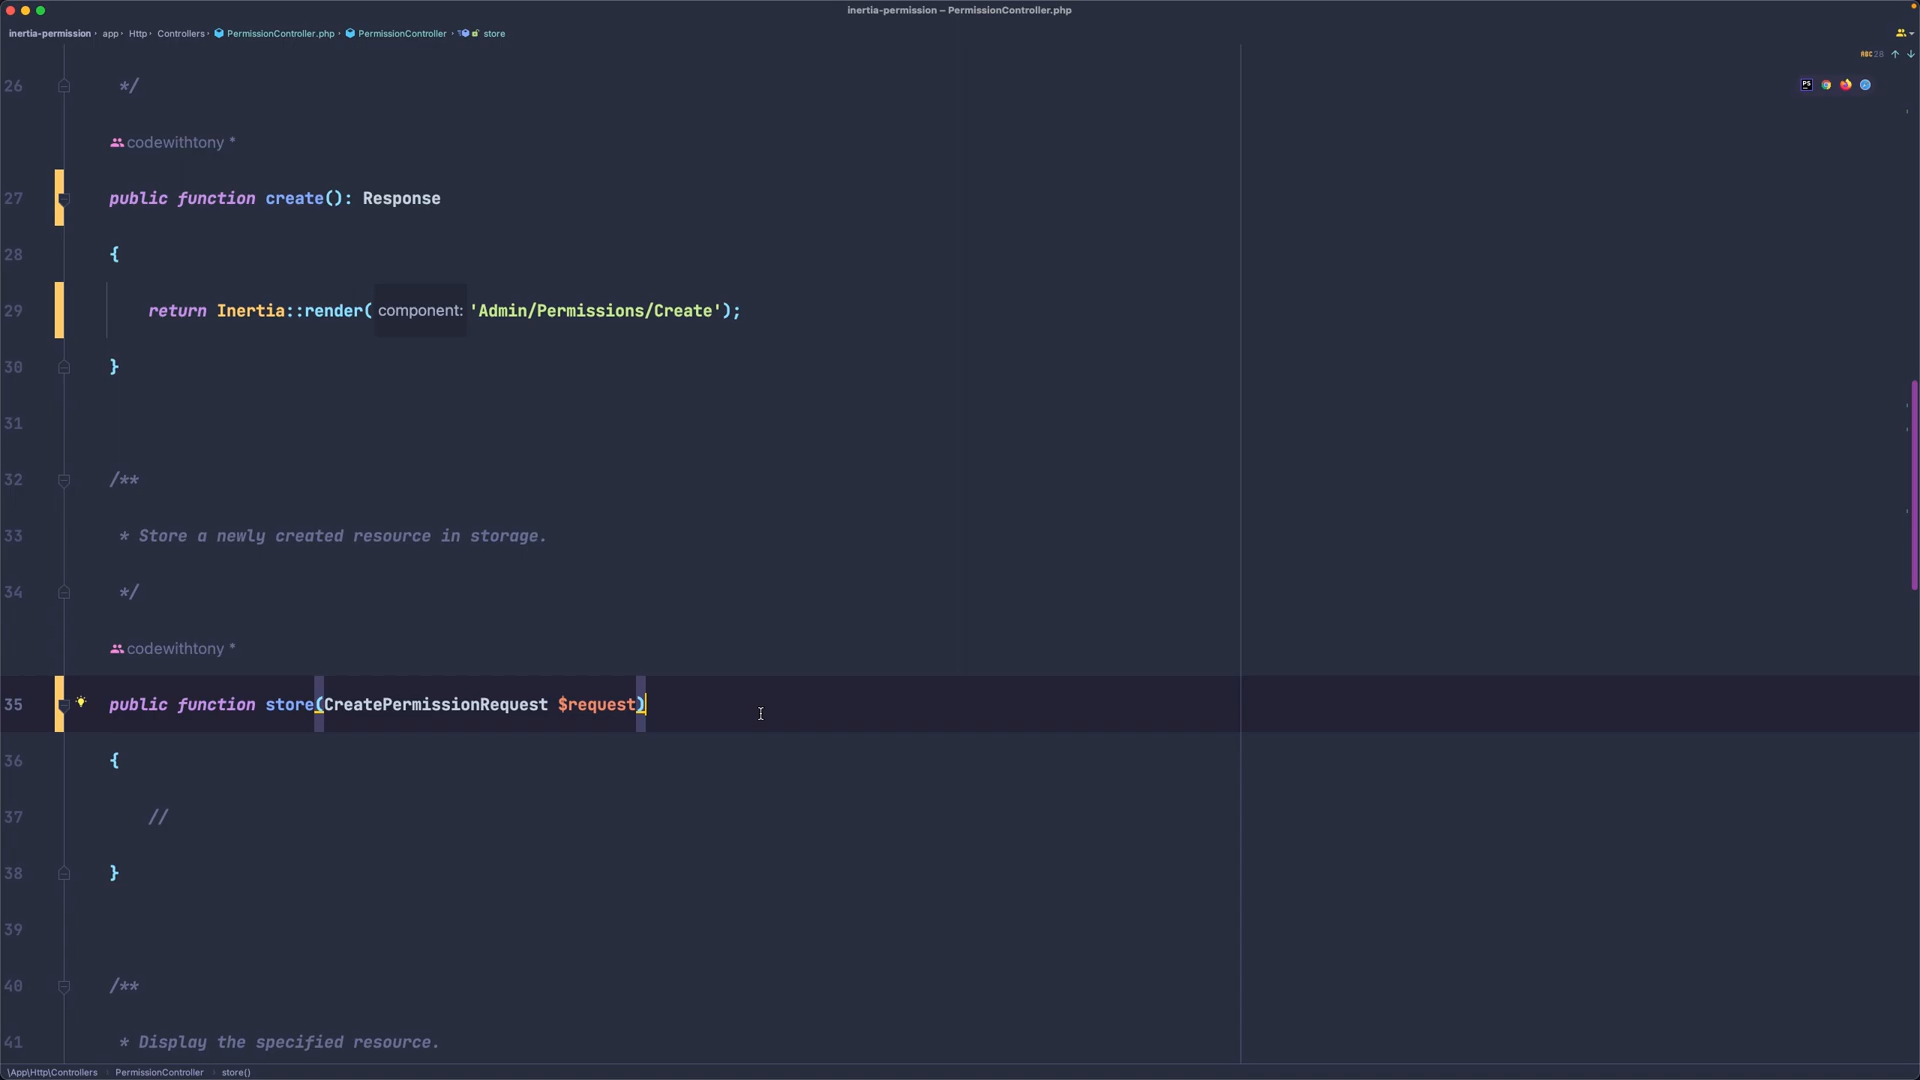 inertia-permission – PermissionController.php
inertia-permission › app › Http › Controllers › PermissionController.php › PermissionController › store
ABC 28
PS
26 */
codewithtony *
27 public function create(): Response
28 {
29 return Inertia::render( component: 'Admin/Permissions/Create');
30 }
31
32 /**
33 * Store a newly created resource in storage.
34 */
codewithtony *
35 public function store(CreatePermissionRequest $request)
36 {
37 //
38 }
39
40 /**
41 * Display the specified resource.
\App\Http\Controllers › PermissionController › store()